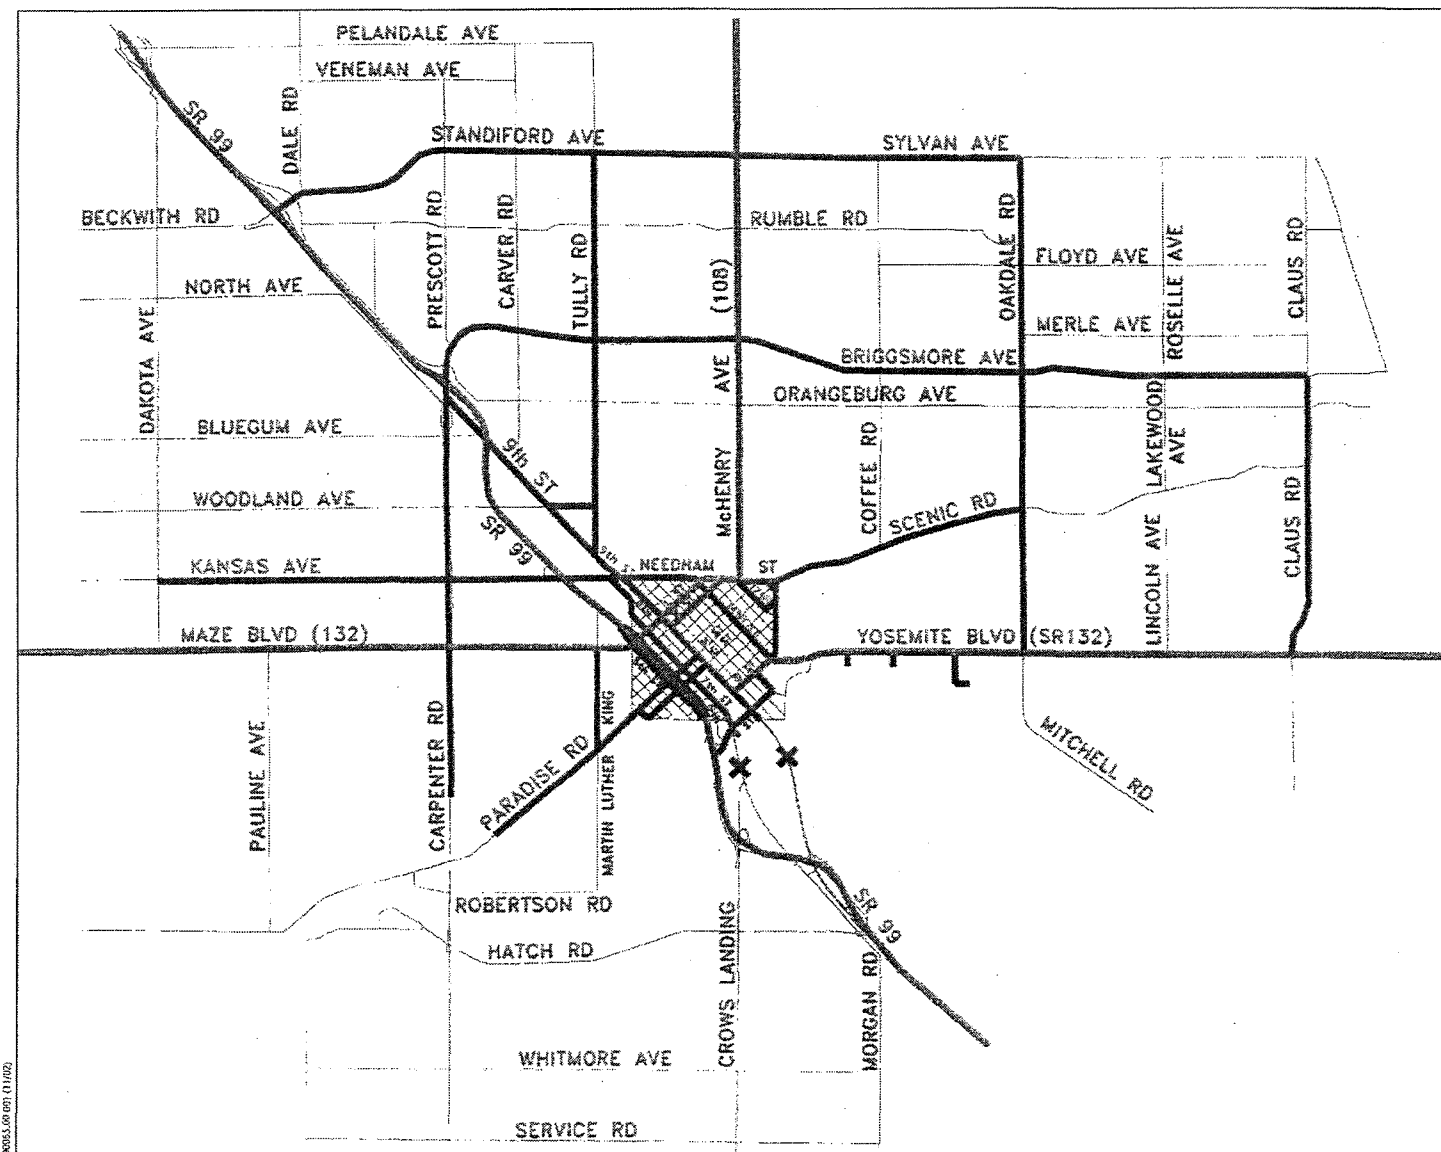 PELANDALE AVE
VENEMAN AVE
DALE RD
SR 99
STANDIFORD AVE
SYLVAN AVE
BECKWITH RD
PRESCOTT RD
CARVER RD
TULLY RD
RUMBLE RD
OAKDALE RD
FLOYD AVE
ROSELLE AVE
CLAUS RD
NORTH AVE
(108)
MERLE AVE
DAKOTA AVE
BRIGGSMORE AVE
AVE
ORANGEBURG AVE
LAKEWOOD AVE
BLUEGUM AVE
9th ST
McHENRY
COFFEE RD
WOODLAND AVE
SCENIC RD
CLAUS RD
SR 99
KANSAS AVE
9th ST
NEEDHAM ST
LINCOLN AVE
MAZE BLVD (132)
YOSEMITE BLVD (SR132)
7th ST
KING
MITCHELL RD
PAULINE AVE
CARPENTER RD
PARADISE RD
MARTIN LUTHER
ROBERTSON RD
SR 99
HATCH RD
CROWS LANDING
MORGAN RD
WHITMORE AVE
SERVICE RD